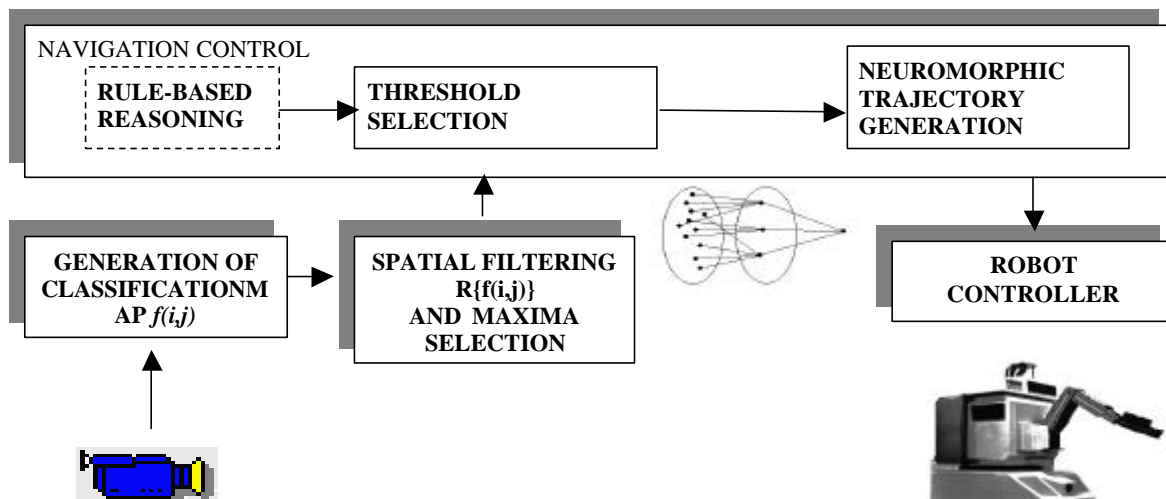 NAVIGATION CONTROL
RULE-BASED
REASONING
THRESHOLD
SELECTION
NEUROMORPHIC
TRAJECTORY
GENERATION
GENERATION OF
CLASSIFICATIONM
AP f(i,j)
SPATIAL FILTERING
R{f(i,j)}
AND MAXIMA
SELECTION
ROBOT
CONTROLLER